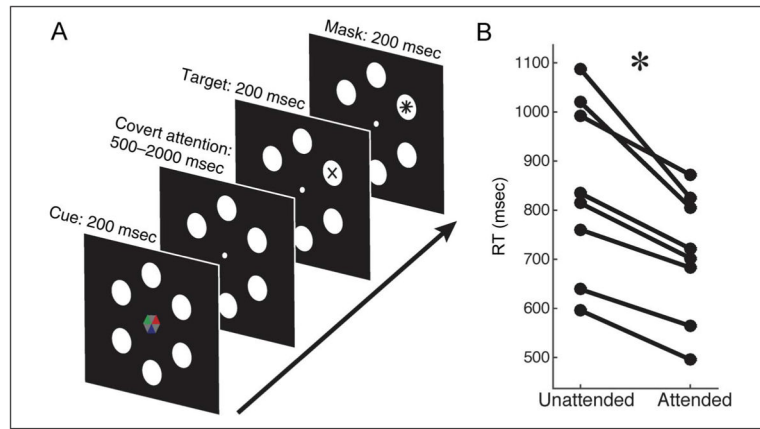 A
Mask: 200 msec
Target: 200 msec
Covert attention:
500–2000 msec
Cue: 200 msec
B
*
1100
1000
900
800
700
600
500
RT (msec)
Unattended
Attended